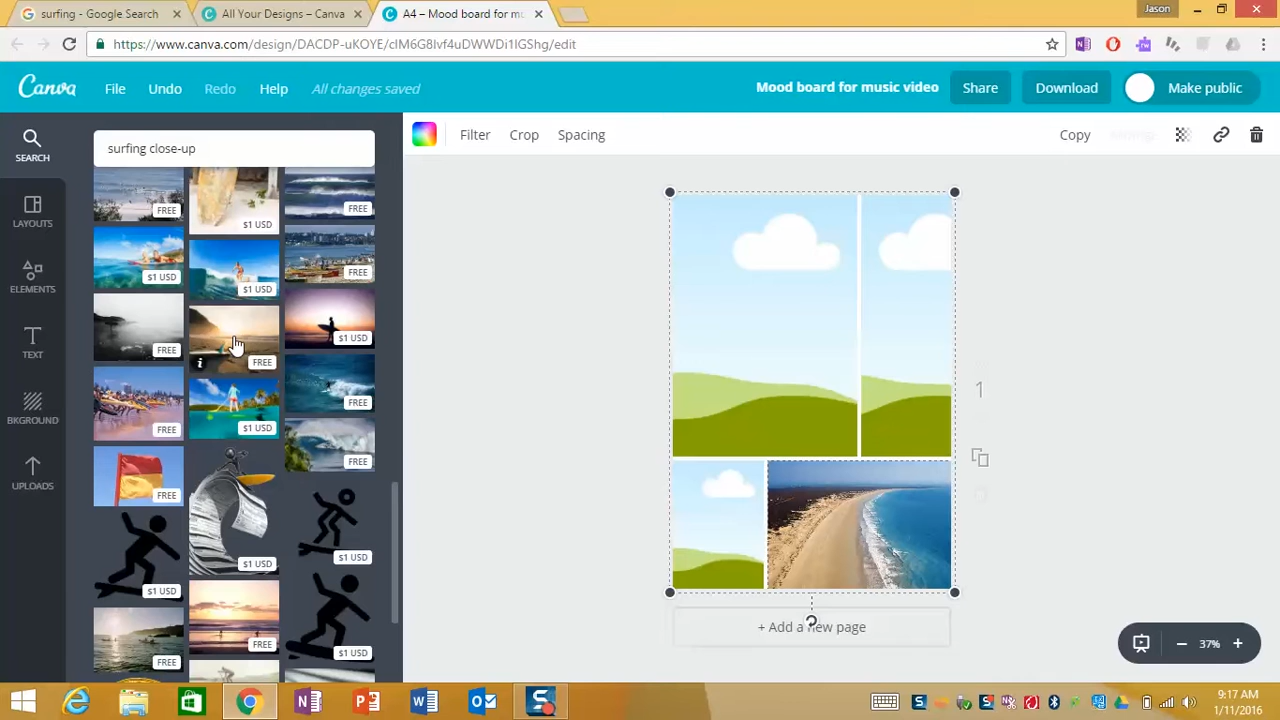 surfing - Google Search
All Your Designs – Canva
A4 – Mood board for mu
Jason
https://www.canva.com/design/DACDP-uKOYE/cIM6G8Ivf4uDWWDi1IGShg/edit
Canva
File
Undo
Redo
Help
All changes saved
Mood board for music video
Share
Download
Make public
SEARCH
LAYOUTS
ELEMENTS
TEXT
BKGROUND
UPLOADS
surfing close-up
Filter
Crop
Spacing
Copy
FREE
$1 USD
FREE
$1 USD
$1 USD
FREE
FREE
FREE
$1 USD
FREE
$1 USD
FREE
FREE
FREE
$1 USD
$1 USD
$1 USD
FREE
FREE
$1 USD
1
+ Add a new page
37%
9:17 AM
1/11/2016